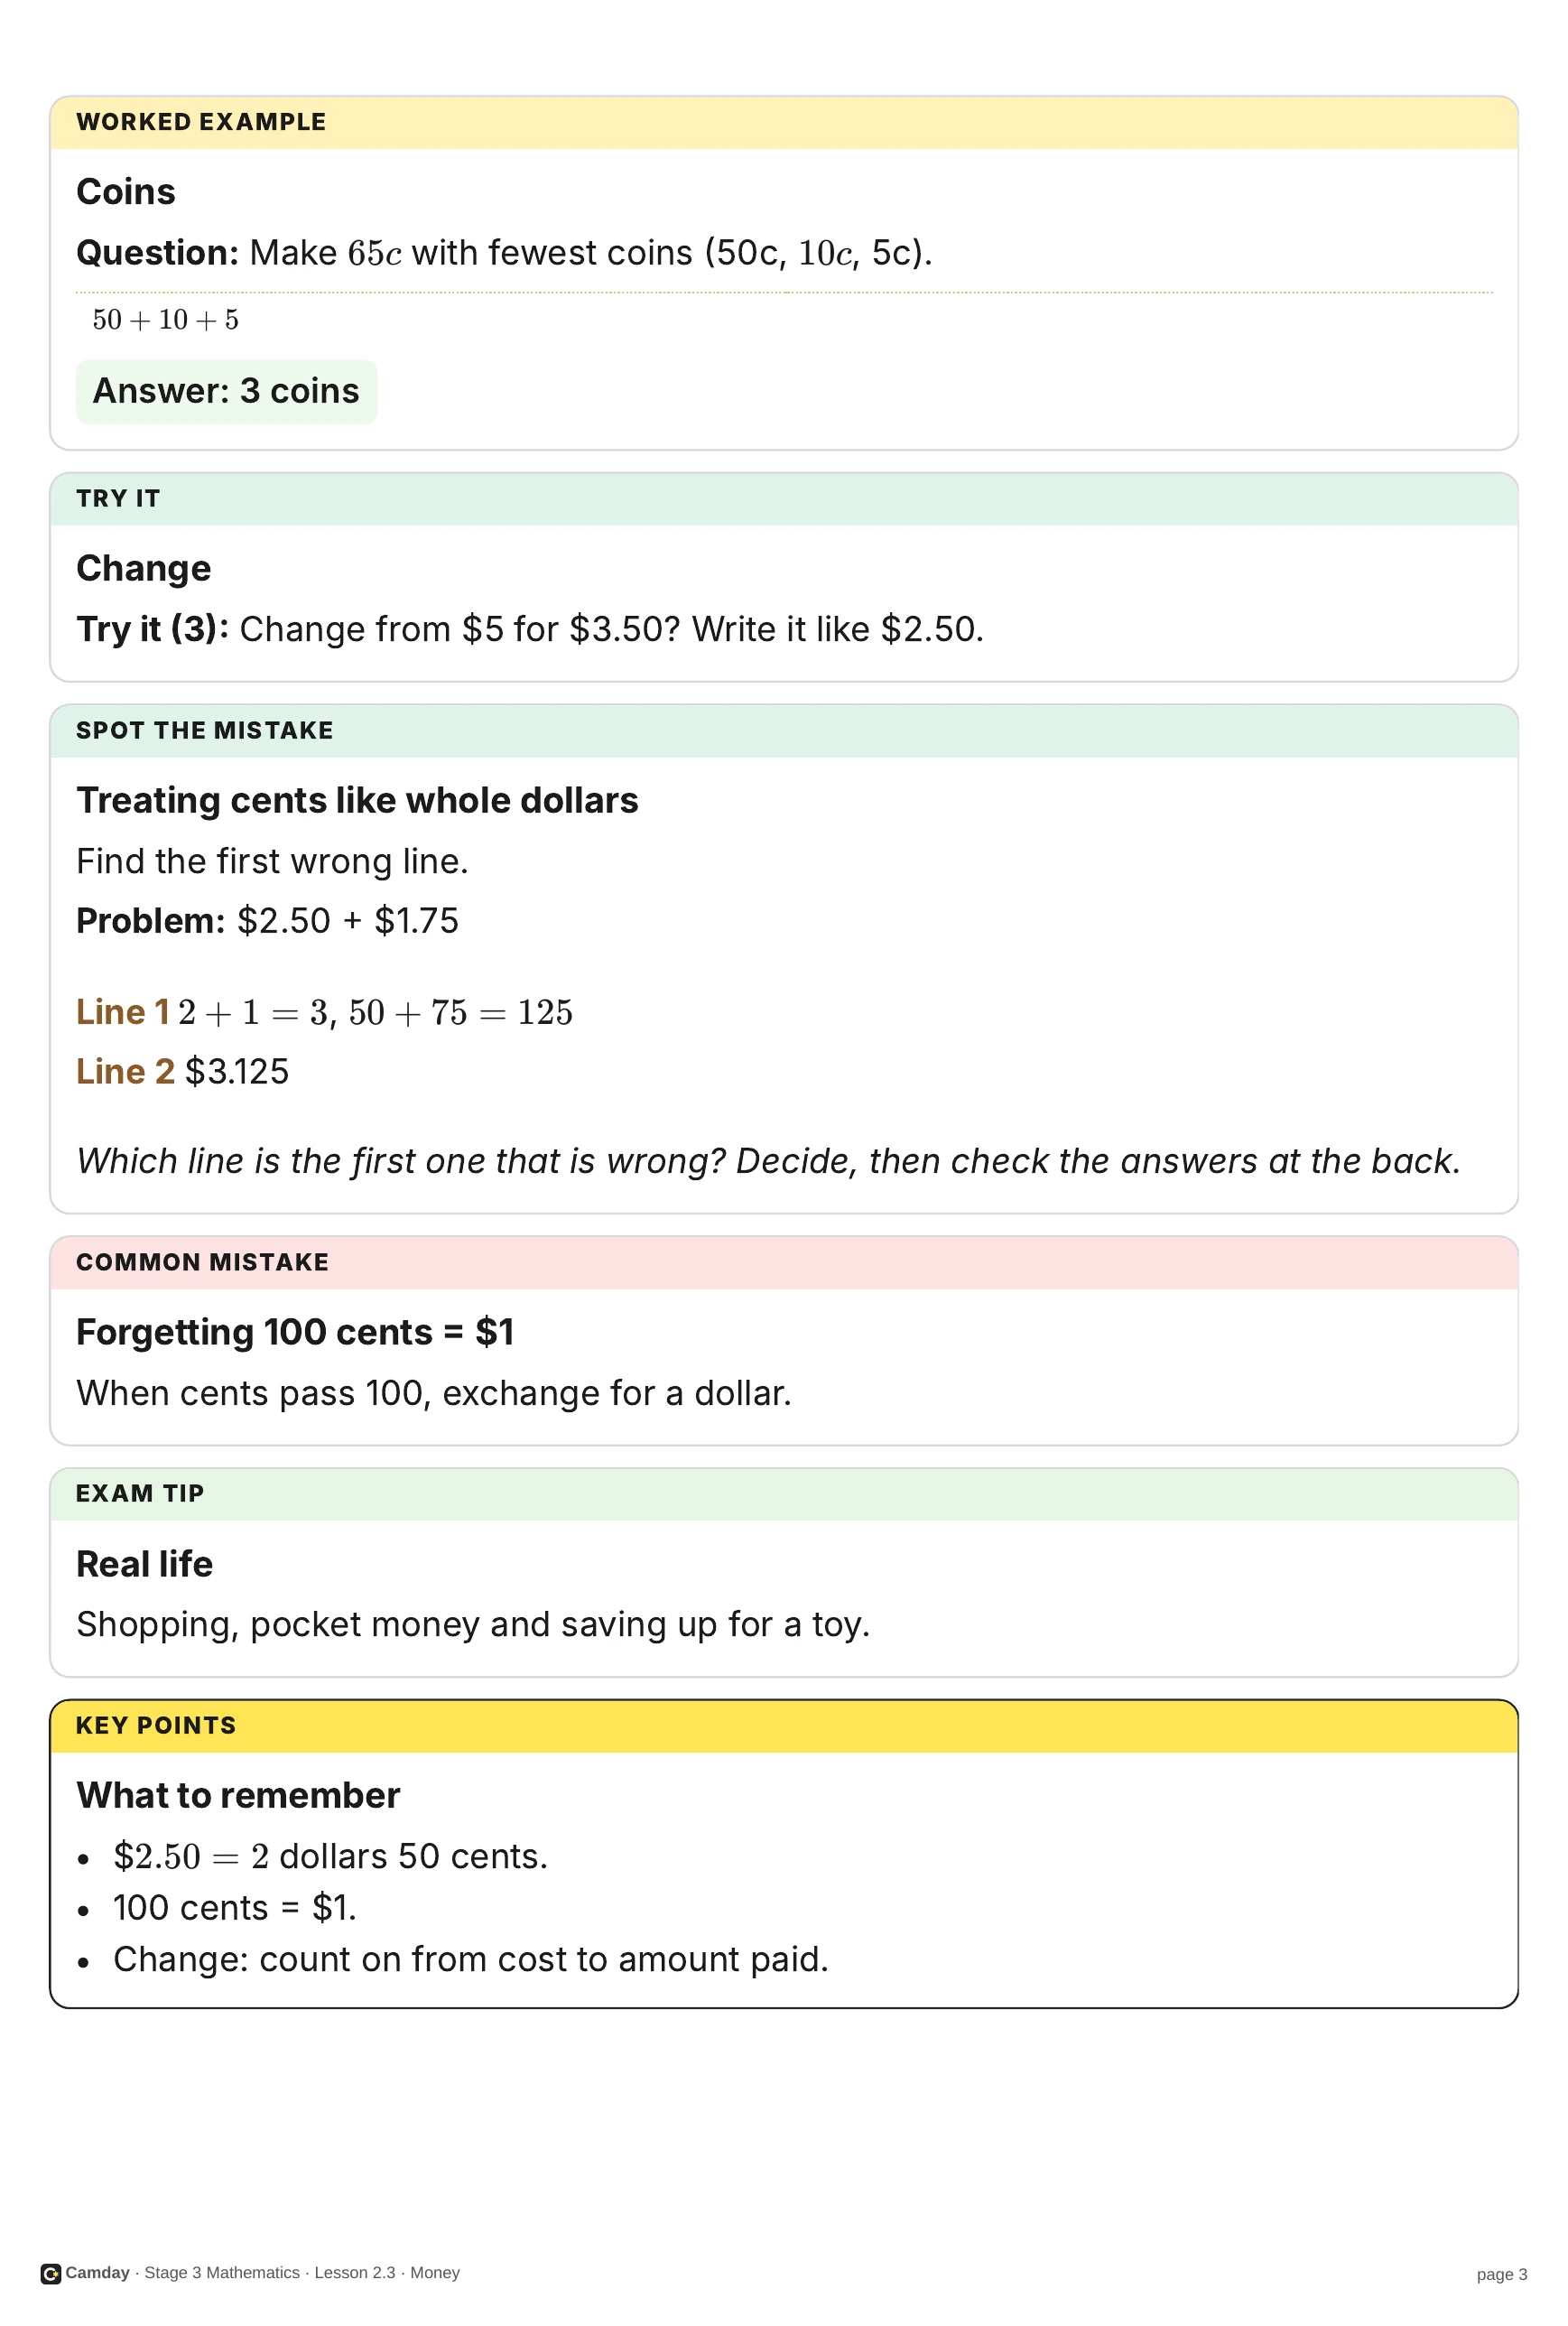 WORKED EXAMPLE
Coins
Question: Make 65c with fewest coins (50c, 10c, 5c).
50 + 10 + 5
Answer: 3 coins
TRY IT
Change
Try it (3): Change from $5 for $3.50? Write it like $2.50.
SPOT THE MISTAKE
Treating cents like whole dollars
Find the first wrong line.
Problem: $2.50 + $1.75
Line 1 2 + 1 = 3, 50 + 75 = 125
Line 2 $3.125
Which line is the first one that is wrong? Decide, then check the answers at the back.
COMMON MISTAKE
Forgetting 100 cents = $1
When cents pass 100, exchange for a dollar.
EXAM TIP
Real life
Shopping, pocket money and saving up for a toy.
KEY POINTS
What to remember
• $2.50 = 2 dollars 50 cents.
• 100 cents = $1.
• Change: count on from cost to amount paid.
Camday · Stage 3 Mathematics · Lesson 2.3 · Money
page 3